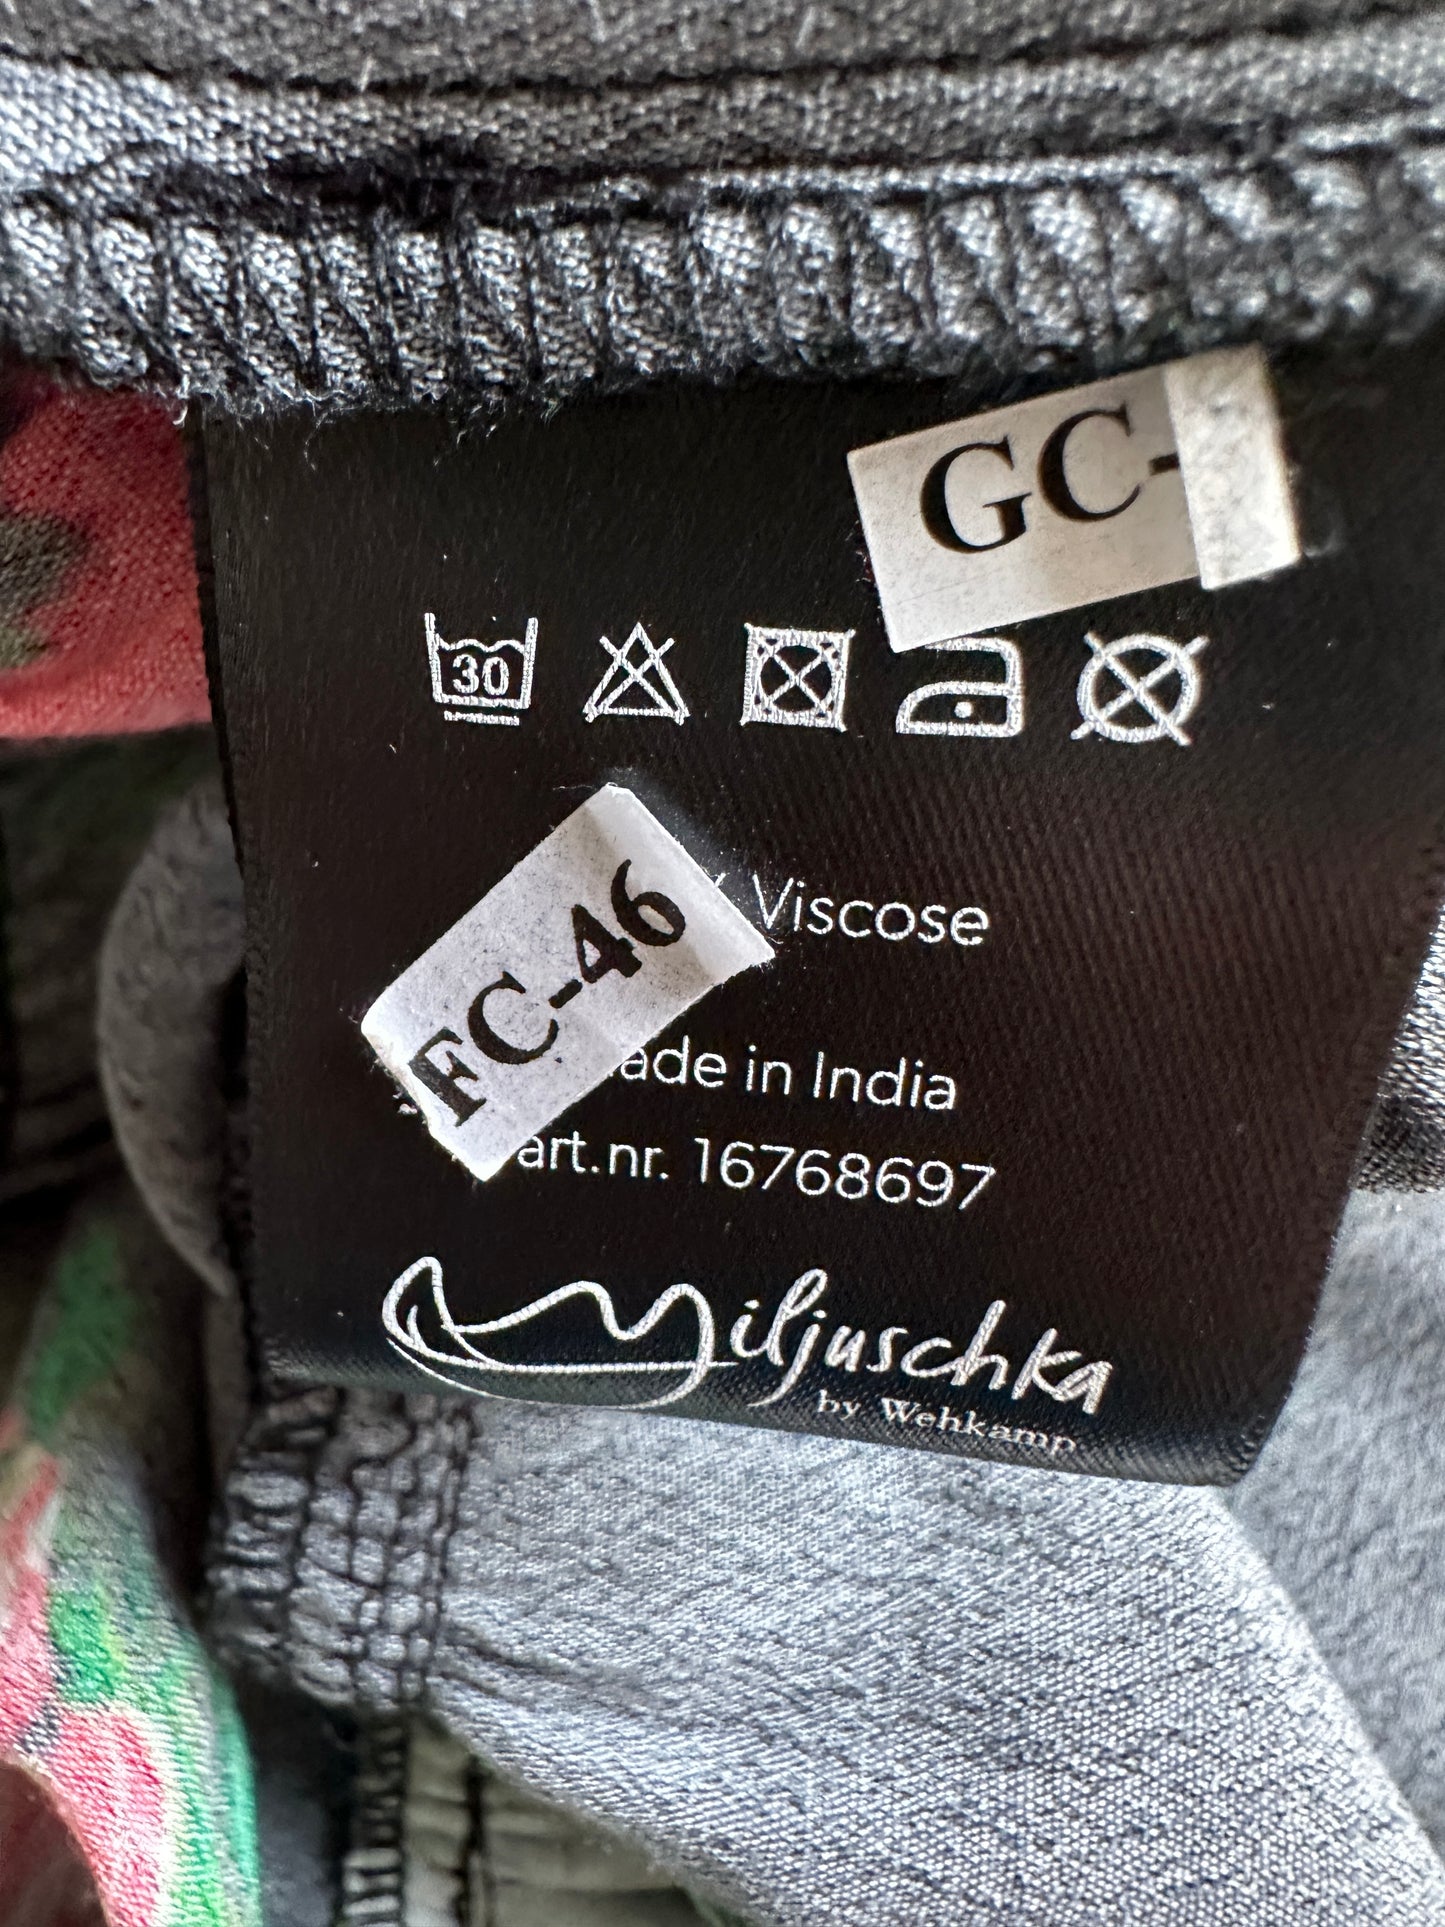 GC-
30
Viscose
FC-46
ade in India
art.nr. 16768697
Miljuschka
by Wehkamp